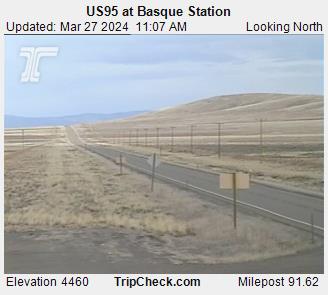 US95 at Basque Station
Updated: Mar 27 2024 11:07 AM Looking North
Elevation 4460 TripCheck.com Milepost 91.62